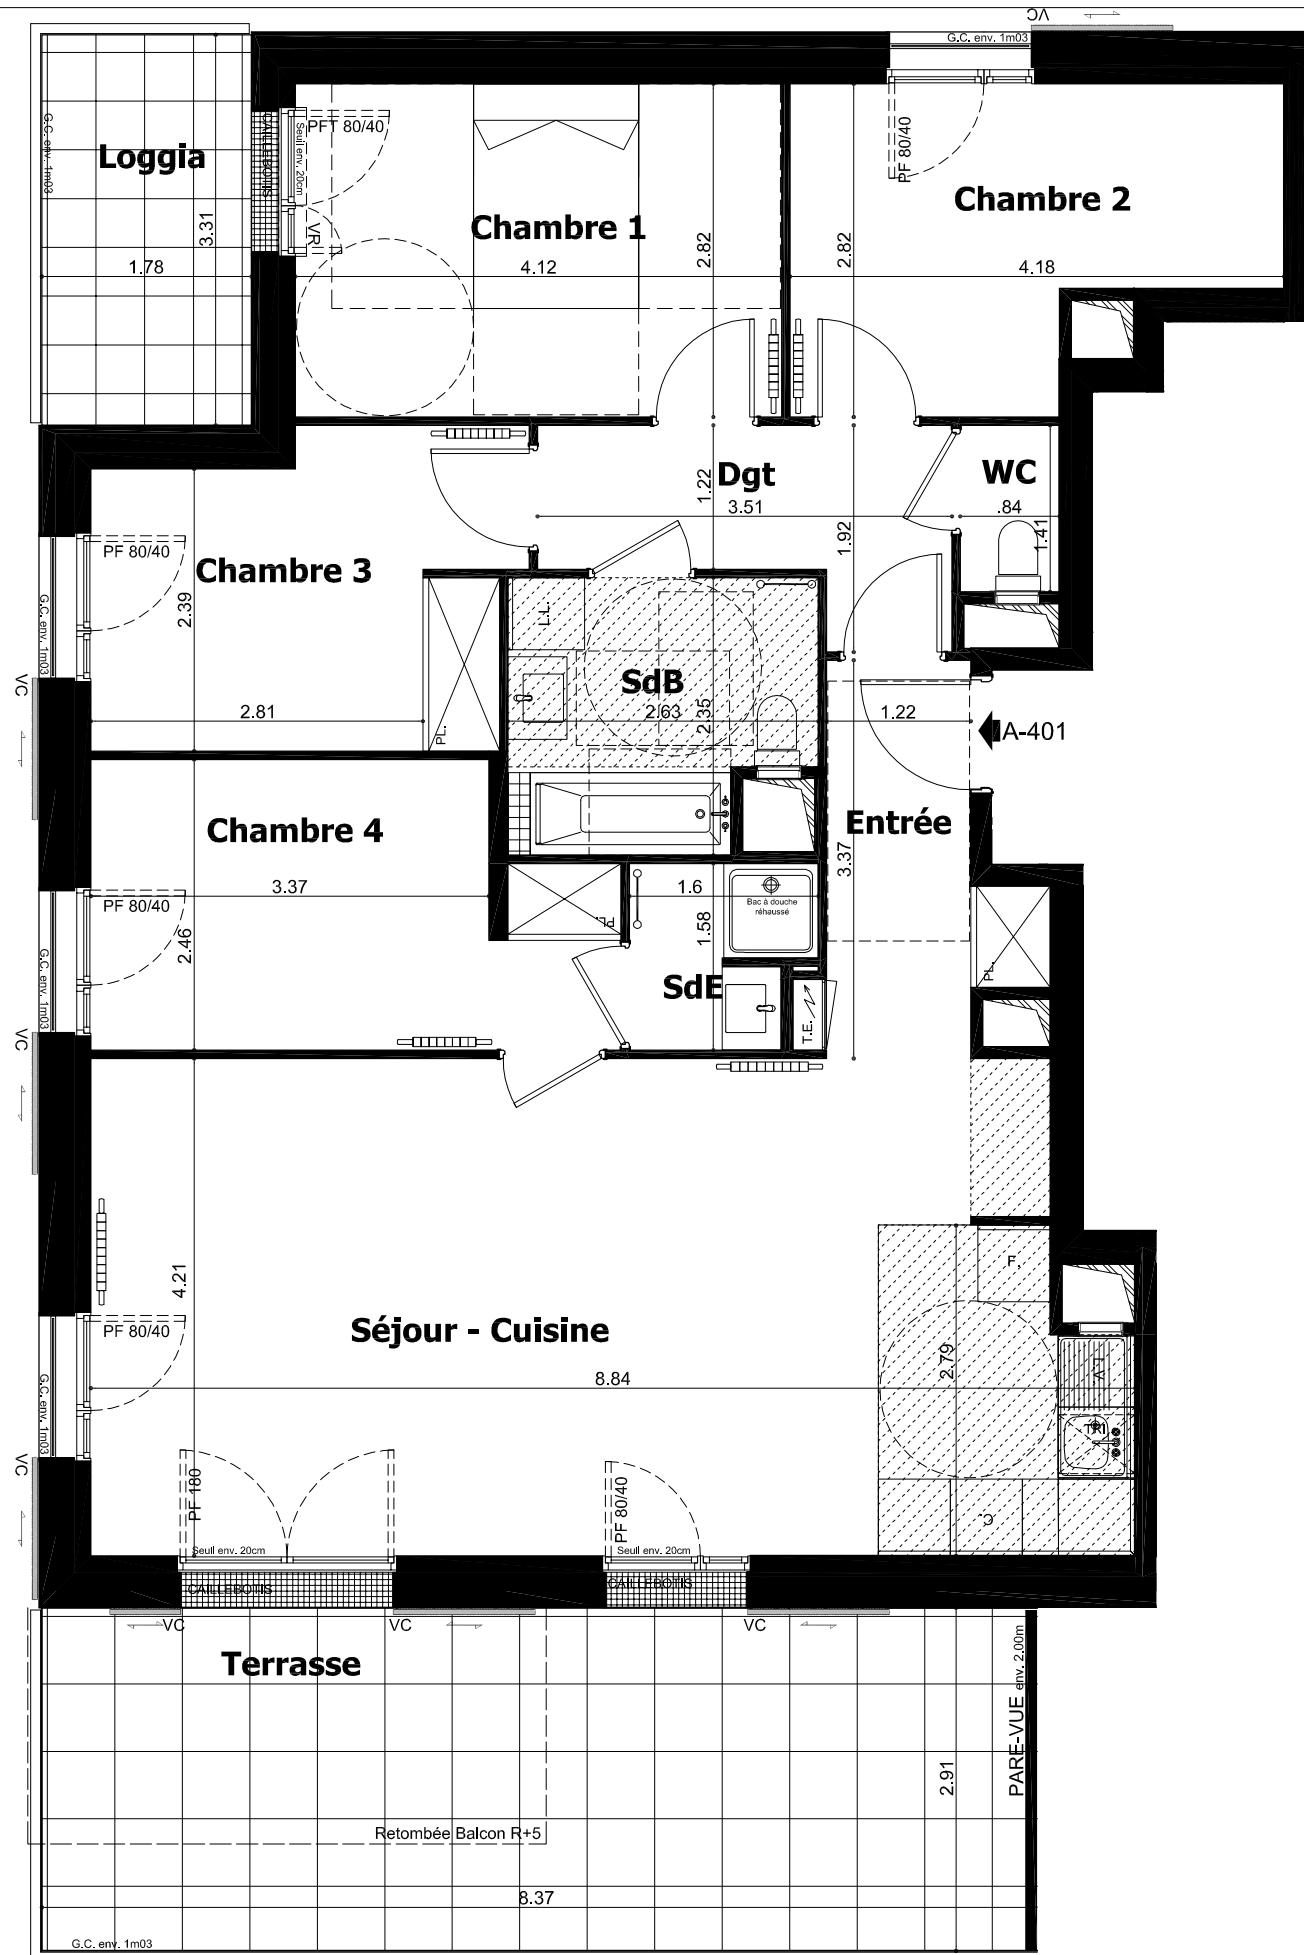 VC
G.C. env. 1m03
Loggia
G.C. env. 1m03
3.31
1.78
CAILLEBOTIS
Seuil env. 20cm
PFT 80/40
VR
Chambre 1
4.12
2.82
Chambre 2
PF 80/40
2.82
4.18
Dgt
3.51
1.22
1.92
WC
.84
1.41
Chambre 3
PF 80/40
G.C. env. 1m03
2.39
2.81
PL.
VC
L.L.
SdB
2.63
2.35
1.22
A-401
Entrée
3.37
Chambre 4
3.37
PF 80/40
2.46
G.C. env. 1m03
VC
PL.
1.6
1.58
Bac à douche
réhaussé
SdE
T.E.
PL.
4.21
Séjour - Cuisine
8.84
PF 80/40
G.C. env. 1m03
VC
F.
2.79
L.V.
TRI
C
PF 180
PF 80/40
Seuil env. 20cm
Seuil env. 20cm
CAILLEBOTIS
CAILLEBOTIS
VC
VC
VC
Terrasse
PARE-VUE env. 2.00m
2.91
Retombée Balcon R+5
8.37
G.C. env. 1m03